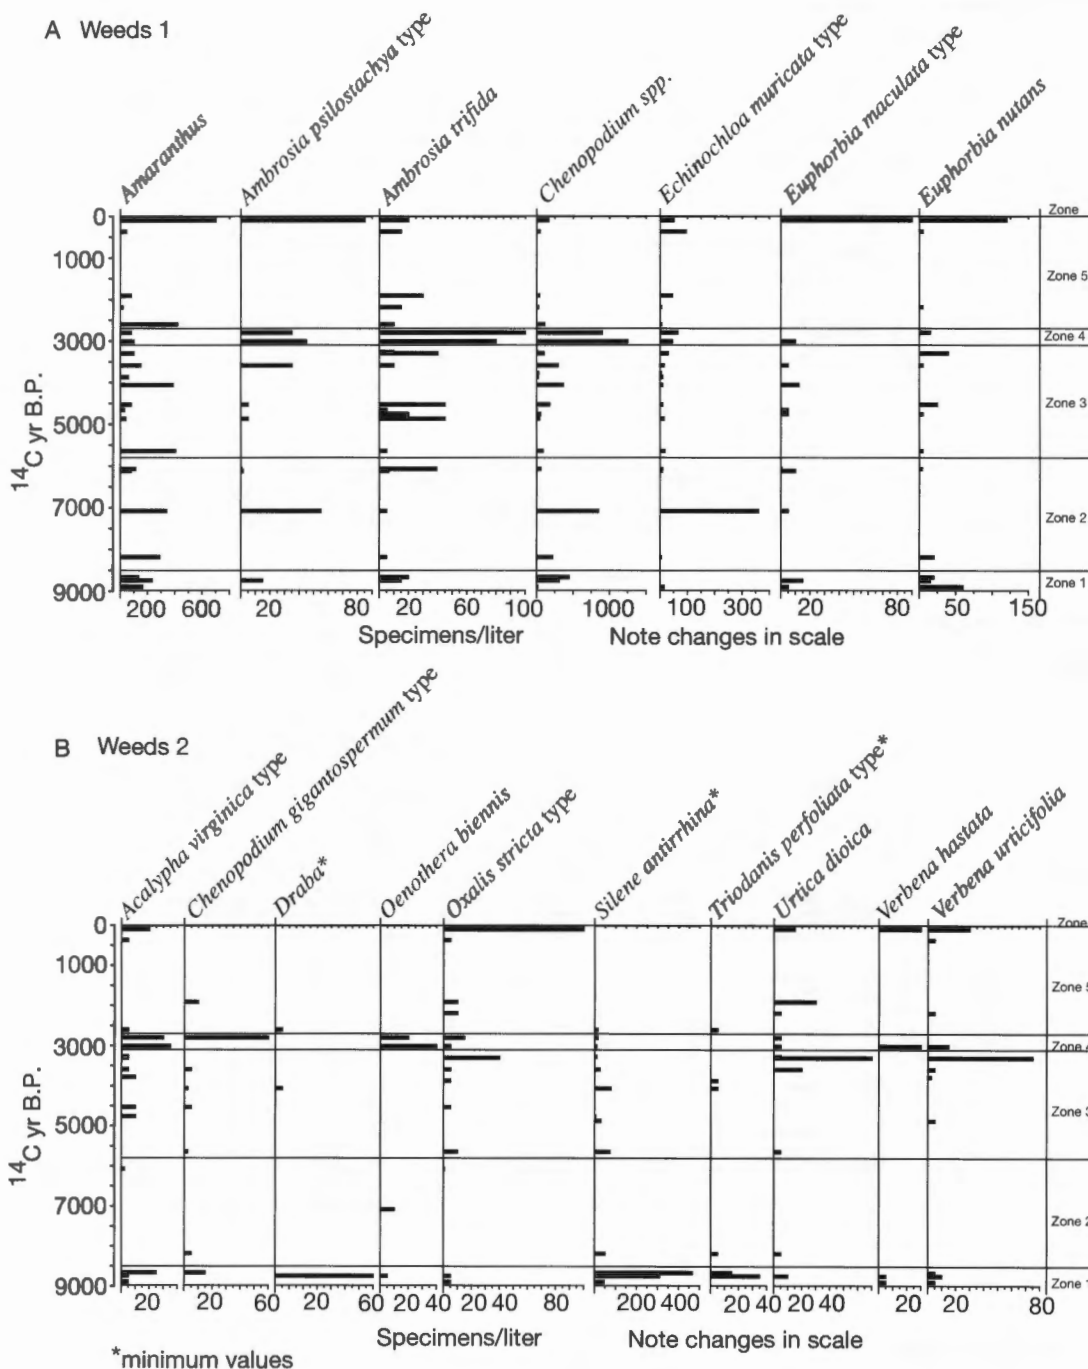 A Weeds 1
Amaranthus
Ambrosia psilostachya type
Ambrosia trifida
Chenopodium spp.
Echinochloa muricata type
Euphorbia maculata type
Euphorbia nutans
0
1000
3000
5000
7000
9000
14C yr B.P.
Zone
Zone 5
Zone 4
Zone 3
Zone 2
Zone 1
200 600 20 80 20 60 100 0 1000 100 300 20 80 50 150
Specimens/liter Note changes in scale
B Weeds 2
Acalypha virginica type
Chenopodium gigantospermum type
Draba*
Oenothera biennis
Oxalis stricta type
Silene antirrhina*
Triodanis perfoliata type*
Urtica dioica
Verbena hastata
Verbena urticifolia
0
1000
3000
5000
7000
9000
14C yr B.P.
Zone
Zone 5
Zone 4
Zone 3
Zone 2
Zone 1
20 20 60 20 20 40 20 40 80 200 400 20 40 20 40 20 80
Specimens/liter Note changes in scale
*minimum values